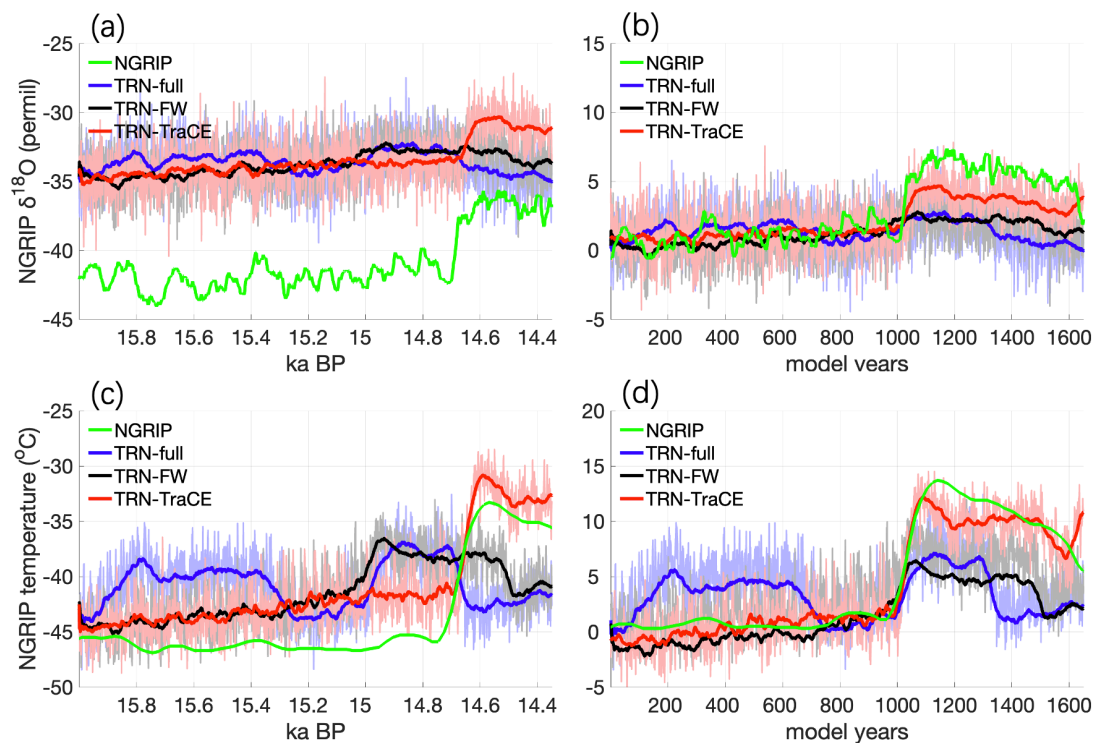 (a)
NGRIP δ18O (permil)
-25
-30
-35
-40
-45
NGRIP
TRN-full
TRN-FW
TRN-TraCE
15.8 15.6 15.4 15.2 15 14.8 14.6 14.4
ka BP
(b)
15
10
5
0
-5
NGRIP
TRN-full
TRN-FW
TRN-TraCE
200 400 600 800 1000 1200 1400 1600
model years
(c)
NGRIP temperature (oC)
-25
-30
-35
-40
-45
-50
NGRIP
TRN-full
TRN-FW
TRN-TraCE
15.8 15.6 15.4 15.2 15 14.8 14.6 14.4
ka BP
(d)
20
15
10
5
0
-5
NGRIP
TRN-full
TRN-FW
TRN-TraCE
200 400 600 800 1000 1200 1400 1600
model years